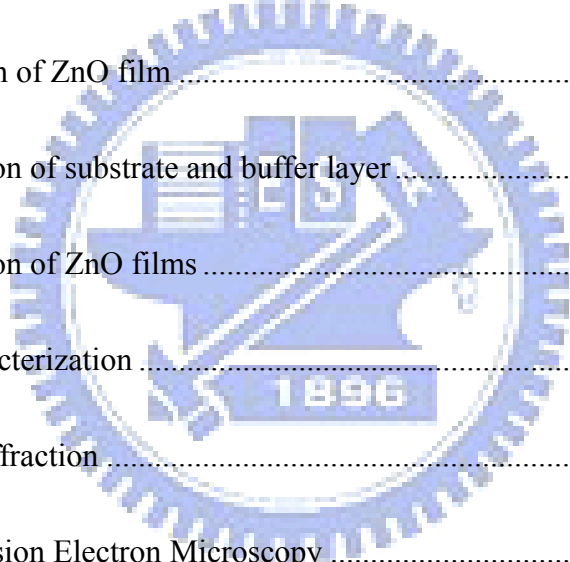 n of ZnO film ........................................
on of substrate and buffer layer ........................
on of ZnO films ........................................
cterization ................................................
1896
ffraction ..................................................
sion Electron Microscopy ..............................